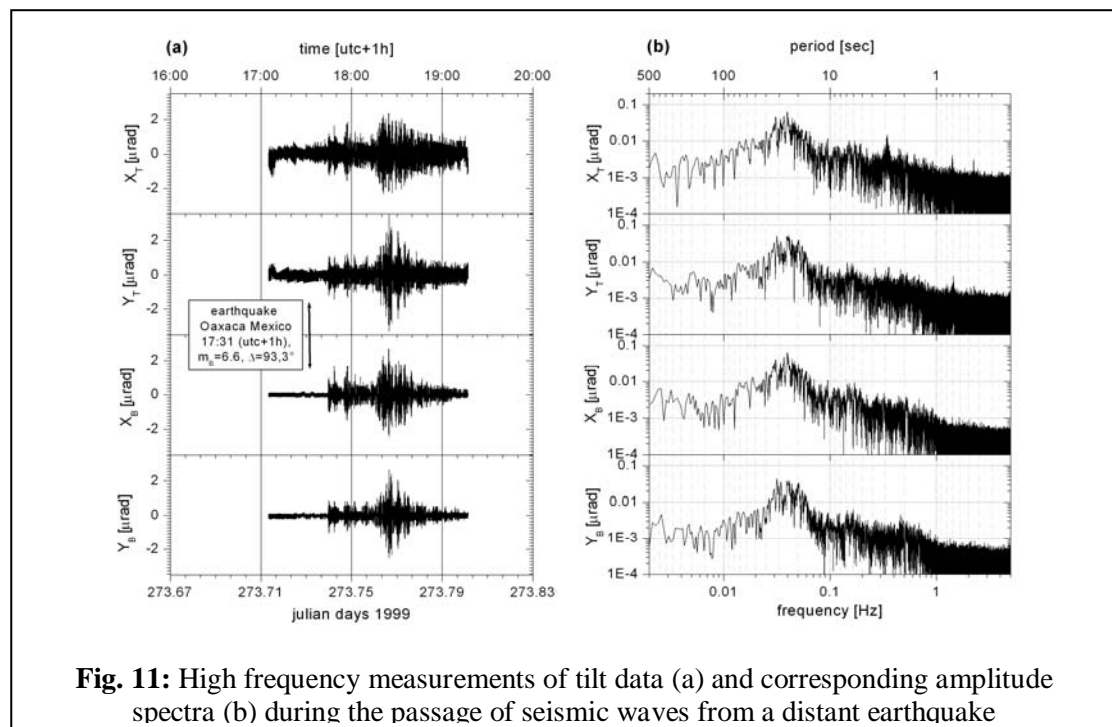 (a)
time [utc+1h]
16:00 17:00 18:00 19:00 20:00
2
0
-2
X_T [μrad]
2
0
-2
Y_T [μrad]
earthquake
Oaxaca Mexico
17:31 (utc+1h),
m_B=6.6, Δ=93,3°
2
0
-2
X_B [μrad]
2
0
-2
Y_B [μrad]
273.67 273.71 273.75 273.79 273.83
julian days 1999
(b)
period [sec]
500 100 10 1
0.1
0.01
1E-3
1E-4
X_T [μrad]
0.1
0.01
1E-3
1E-4
Y_T [μrad]
0.1
0.01
1E-3
1E-4
X_B [μrad]
0.1
0.01
1E-3
1E-4
Y_B [μrad]
0.01 0.1 1
frequency [Hz]
Fig. 11: High frequency measurements of tilt data (a) and corresponding amplitude
spectra (b) during the passage of seismic waves from a distant earthquake